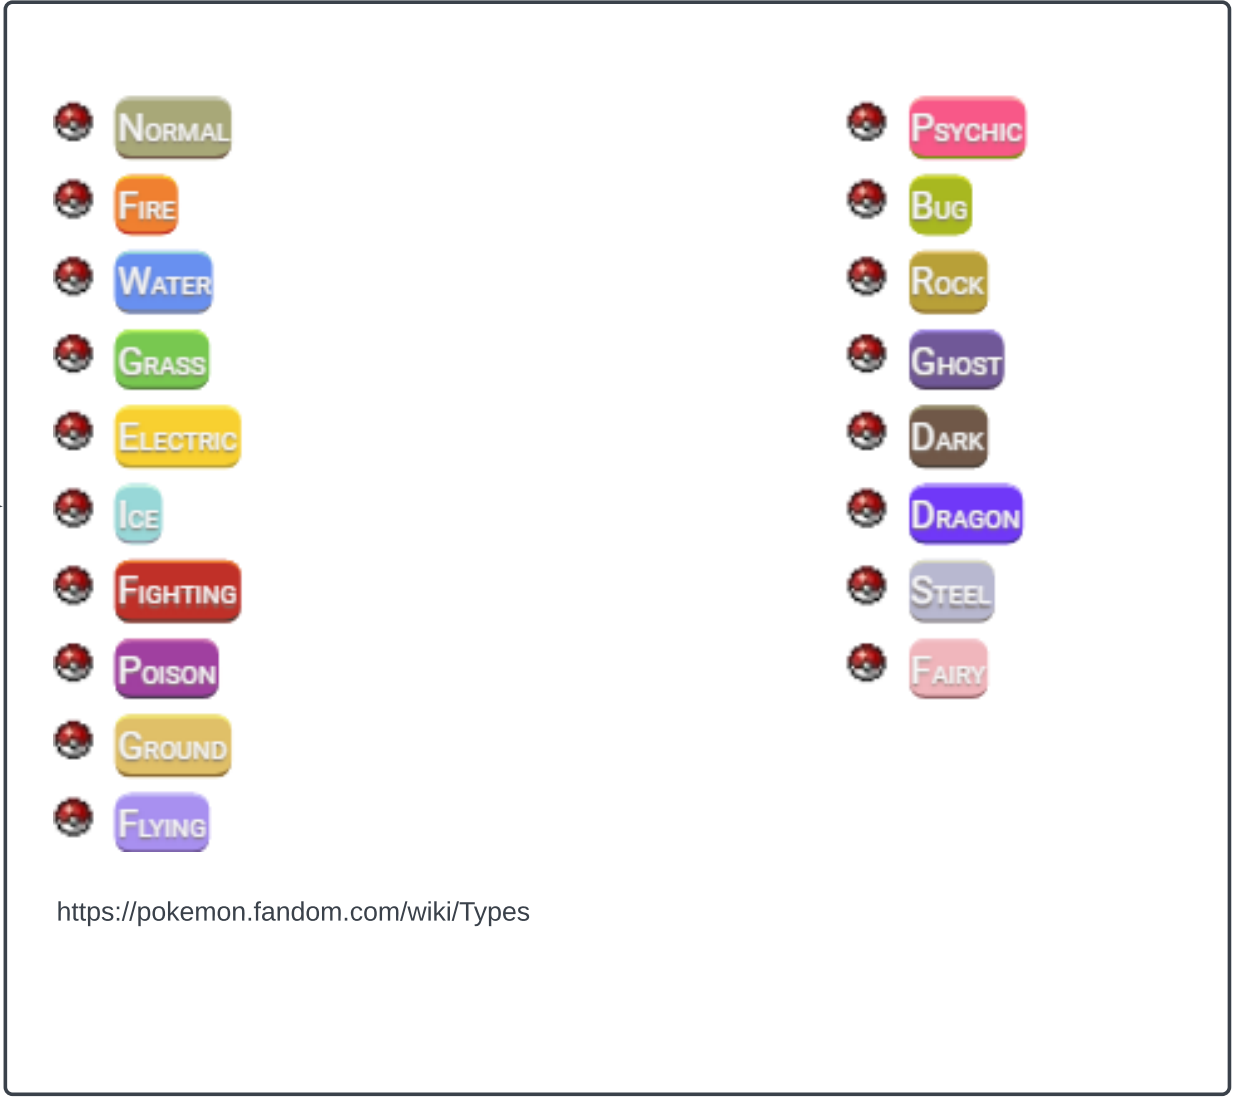 Normal
Fire
Water
Grass
Electric
Ice
Fighting
Poison
Ground
Flying
Psychic
Bug
Rock
Ghost
Dark
Dragon
Steel
Fairy
https://pokemon.fandom.com/wiki/Types